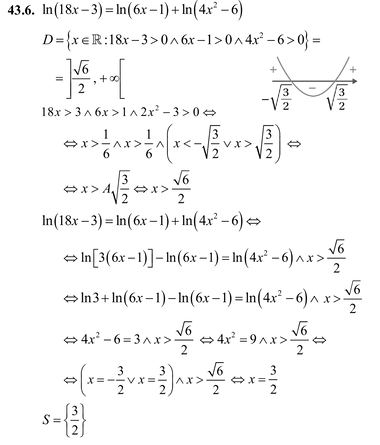 43.6. ln(18x−3) = ln(6x−1) + ln(4x² −6)
D = {x ∈ ℝ : 18x − 3 > 0 ∧ 6x − 1 > 0 ∧ 4x² − 6 > 0} =
= ]√6/2, +∞[
+ − +
−√(3/2) √(3/2)
18x > 3 ∧ 6x > 1 ∧ 2x² − 3 > 0 ⇔
⇔ x > 1/6 ∧ x > 1/6 ∧ (x < −√(3/2) ∨ x > √(3/2)) ⇔
⇔ x > A√(3/2) ⇔ x > √6/2
ln(18x−3) = ln(6x−1) + ln(4x² −6) ⇔
⇔ ln[3(6x−1)] − ln(6x−1) = ln(4x² −6) ∧ x > √6/2
⇔ ln3 + ln(6x−1) − ln(6x−1) = ln(4x² −6) ∧ x > √6/2
⇔ 4x² − 6 = 3 ∧ x > √6/2 ⇔ 4x² = 9 ∧ x > √6/2 ⇔
⇔ (x = −3/2 ∨ x = 3/2) ∧ x > √6/2 ⇔ x = 3/2
S = {3/2}